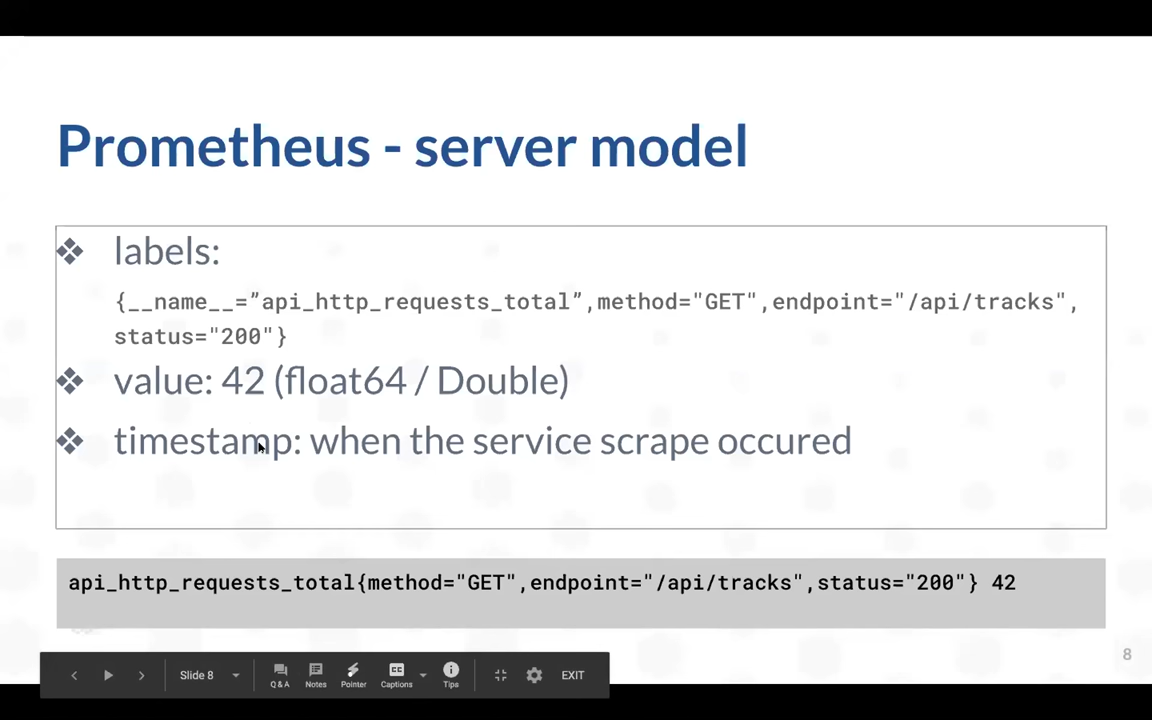 Prometheus - server model
❖ labels:
{__name__=”api_http_requests_total”,method="GET",endpoint="/api/tracks",
status="200"}
❖ value: 42 (float64 / Double)
❖ timestamp: when the service scrape occured
api_http_requests_total{method="GET",endpoint="/api/tracks",status="200"} 42
8
Slide 8
Q & A
Notes
Pointer
CC
Captions
Tips
EXIT